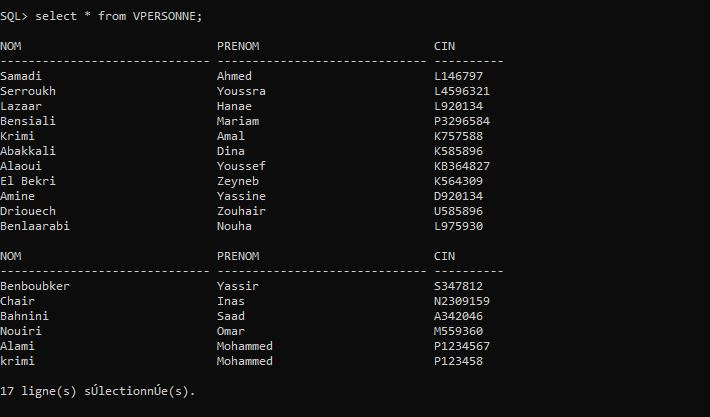 SQL> select * from VPERSONNE;
NOM PRENOM CIN
------------------------------ ------------------------------ ----------
Samadi Ahmed L146797
Serroukh Youssra L4596321
Lazaar Hanae L920134
Bensiali Mariam P3296584
Krimi Amal K757588
Abakkali Dina K585896
Alaoui Youssef KB364827
El Bekri Zeyneb K564309
Amine Yassine D920134
Driouech Zouhair U585896
Benlaarabi Nouha L975930
NOM PRENOM CIN
------------------------------ ------------------------------ ----------
Benboubker Yassir S347812
Chair Inas N2309159
Bahnini Saad A342046
Nouiri Omar M559360
Alami Mohammed P1234567
krimi Mohammed P123458
17 ligne(s) sÚlectionnÚe(s).